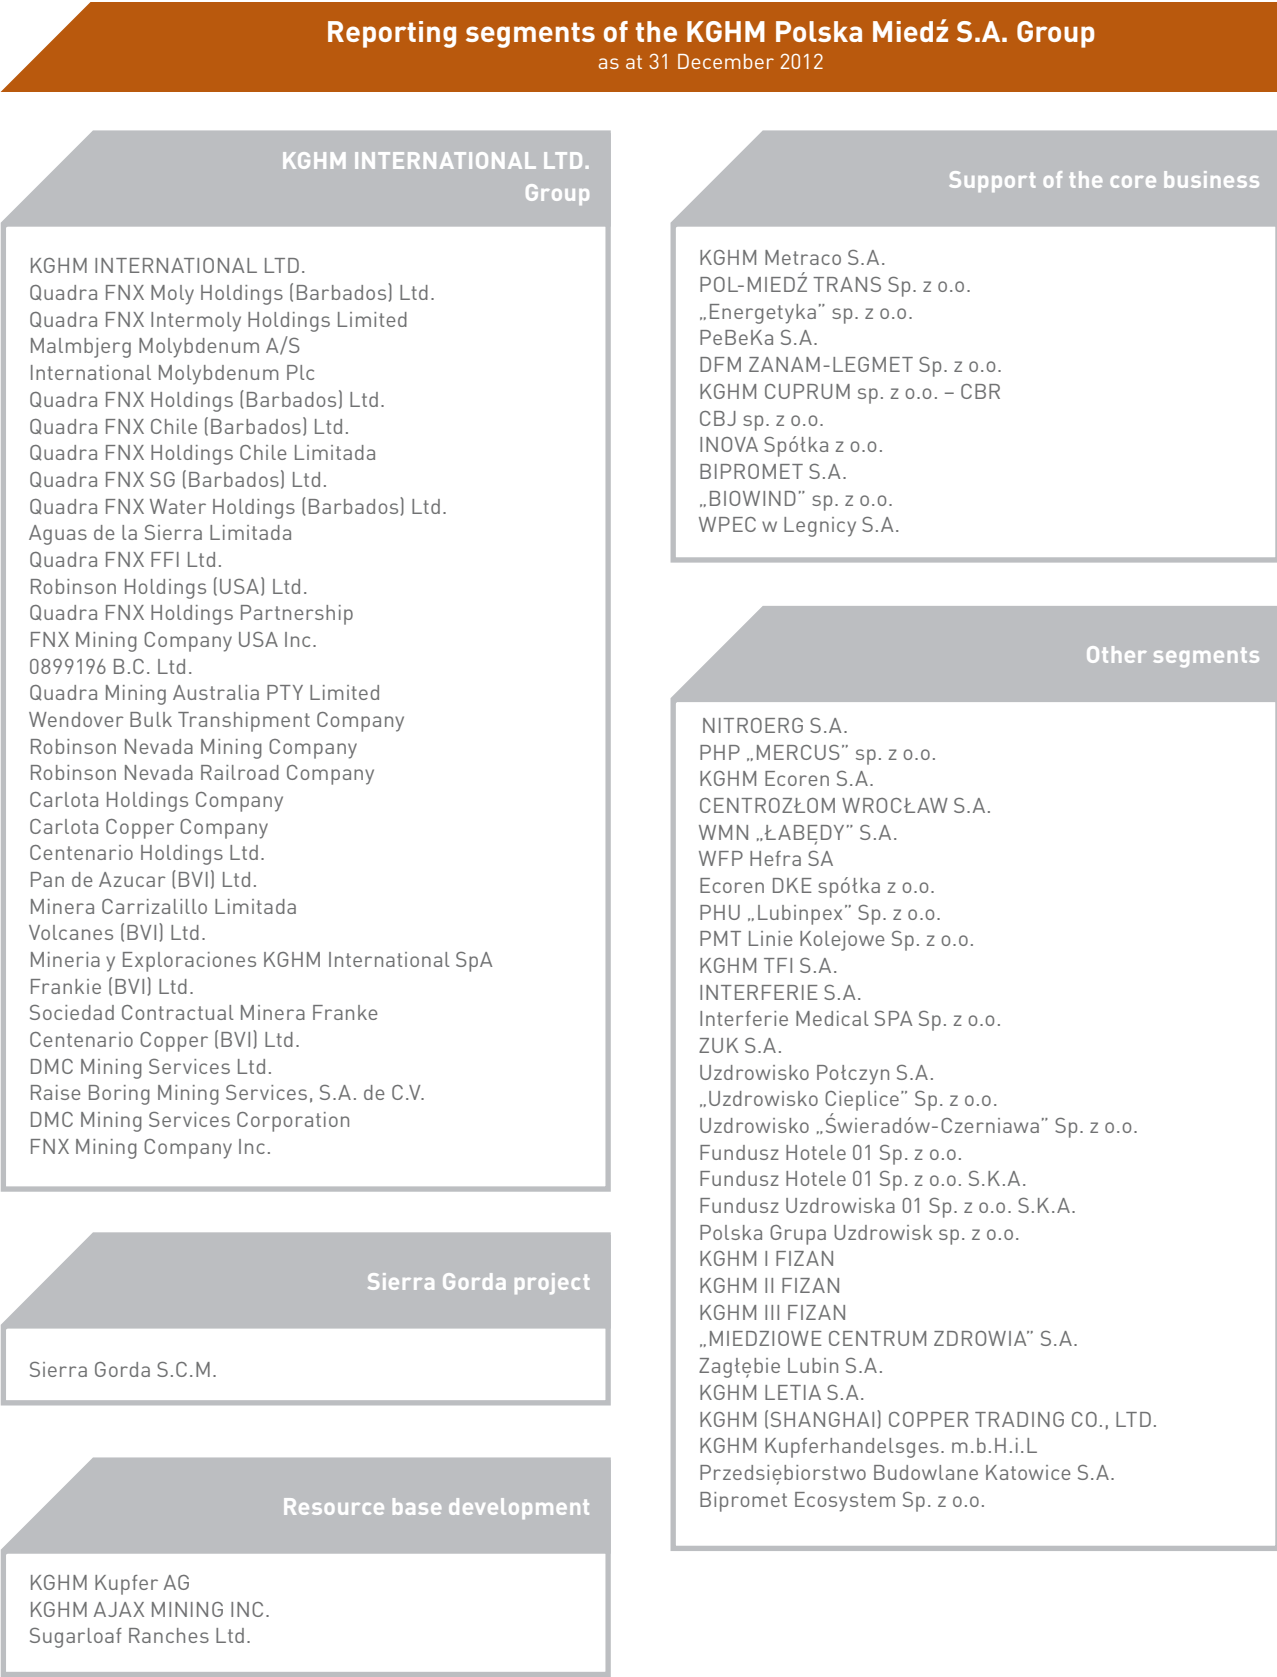 Reporting segments of the KGHM Polska Miedź S.A. Group
as at 31 December 2012
KGHM INTERNATIONAL LTD.
Group
KGHM INTERNATIONAL LTD.
Quadra FNX Moly Holdings (Barbados) Ltd.
Quadra FNX Intermoly Holdings Limited
Malmbjerg Molybdenum A/S
International Molybdenum Plc
Quadra FNX Holdings (Barbados) Ltd.
Quadra FNX Chile (Barbados) Ltd.
Quadra FNX Holdings Chile Limitada
Quadra FNX SG (Barbados) Ltd.
Quadra FNX Water Holdings (Barbados) Ltd.
Aguas de la Sierra Limitada
Quadra FNX FFI Ltd.
Robinson Holdings (USA) Ltd.
Quadra FNX Holdings Partnership
FNX Mining Company USA Inc.
0899196 B.C. Ltd.
Quadra Mining Australia PTY Limited
Wendover Bulk Transhipment Company
Robinson Nevada Mining Company
Robinson Nevada Railroad Company
Carlota Holdings Company
Carlota Copper Company
Centenario Holdings Ltd.
Pan de Azucar (BVI) Ltd.
Minera Carrizalillo Limitada
Volcanes (BVI) Ltd.
Mineria y Exploraciones KGHM International SpA
Frankie (BVI) Ltd.
Sociedad Contractual Minera Franke
Centenario Copper (BVI) Ltd.
DMC Mining Services Ltd.
Raise Boring Mining Services, S.A. de C.V.
DMC Mining Services Corporation
FNX Mining Company Inc.
Sierra Gorda project
Sierra Gorda S.C.M.
Resource base development
KGHM Kupfer AG
KGHM AJAX MINING INC.
Sugarloaf Ranches Ltd.
Support of the core business
KGHM Metraco S.A.
POL-MIEDŹ TRANS Sp. z o.o.
„Energetyka” sp. z o.o.
PeBeKa S.A.
DFM ZANAM-LEGMET Sp. z o.o.
KGHM CUPRUM sp. z o.o. – CBR
CBJ sp. z o.o.
INOVA Spółka z o.o.
BIPROMET S.A.
„BIOWIND” sp. z o.o.
WPEC w Legnicy S.A.
Other segments
NITROERG S.A.
PHP „MERCUS” sp. z o.o.
KGHM Ecoren S.A.
CENTROZŁOM WROCŁAW S.A.
WMN „ŁABĘDY” S.A.
WFP Hefra SA
Ecoren DKE spółka z o.o.
PHU „Lubinpex” Sp. z o.o.
PMT Linie Kolejowe Sp. z o.o.
KGHM TFI S.A.
INTERFERIE S.A.
Interferie Medical SPA Sp. z o.o.
ZUK S.A.
Uzdrowisko Połczyn S.A.
„Uzdrowisko Cieplice” Sp. z o.o.
Uzdrowisko „Świeradów-Czerniawa” Sp. z o.o.
Fundusz Hotele 01 Sp. z o.o.
Fundusz Hotele 01 Sp. z o.o. S.K.A.
Fundusz Uzdrowiska 01 Sp. z o.o. S.K.A.
Polska Grupa Uzdrowisk sp. z o.o.
KGHM I FIZAN
KGHM II FIZAN
KGHM III FIZAN
„MIEDZIOWE CENTRUM ZDROWIA” S.A.
Zagłębie Lubin S.A.
KGHM LETIA S.A.
KGHM (SHANGHAI) COPPER TRADING CO., LTD.
KGHM Kupferhandelsges. m.b.H.i.L
Przedsiębiorstwo Budowlane Katowice S.A.
Bipromet Ecosystem Sp. z o.o.